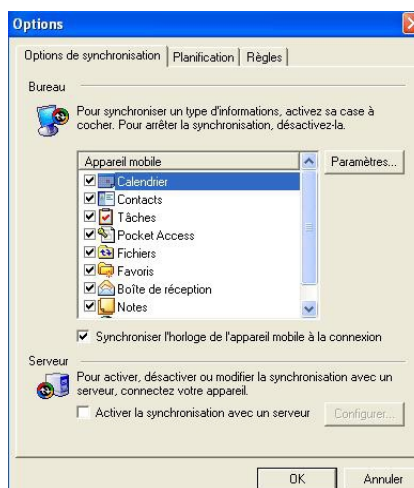 Options
Options de synchronisation Planification Règles
Bureau
Pour synchroniser un type d'informations, activez sa case à
cocher. Pour arrêter la synchronisation, désactivez-la.
Appareil mobile
Paramètres...
Calendrier
Contacts
Tâches
Pocket Access
Fichiers
Favoris
Boîte de réception
Notes
Synchroniser l'horloge de l'appareil mobile à la connexion
Serveur
Pour activer, désactiver ou modifier la synchronisation avec un
serveur, connectez votre appareil.
Activer la synchronisation avec un serveur Configurer...
OK Annuler